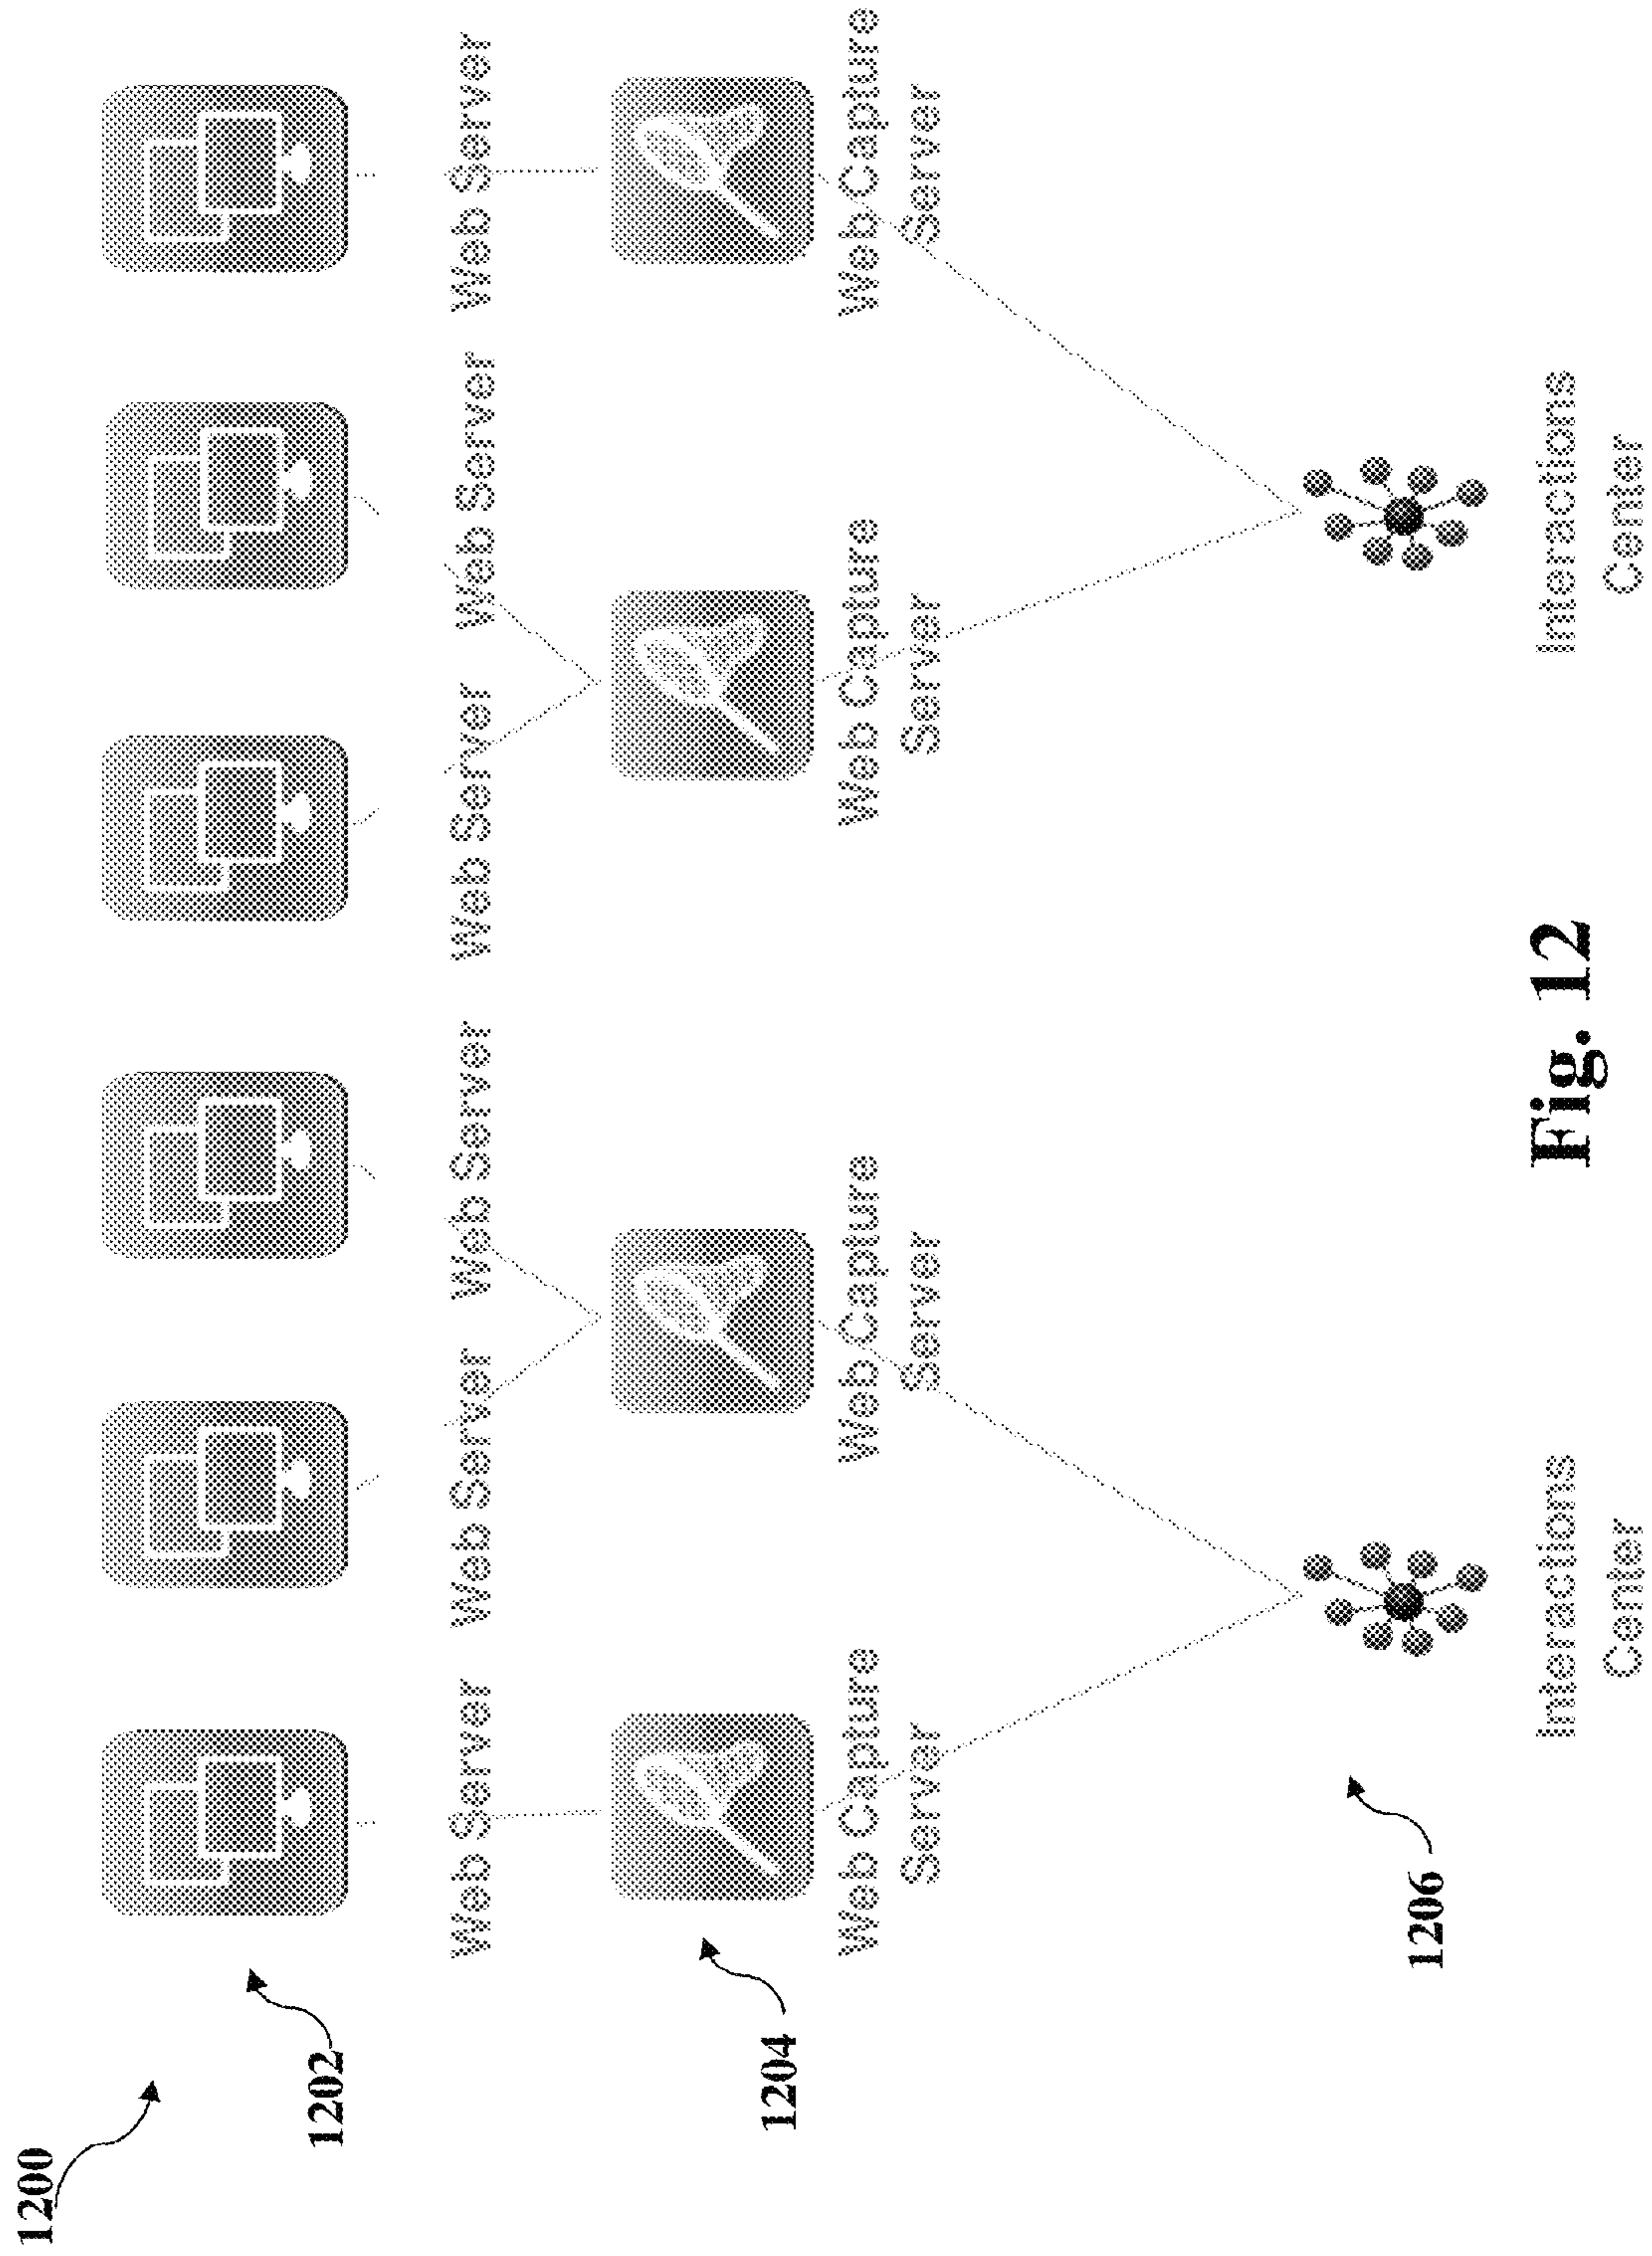 1200
1202
Web Server
Web Server
Web Server
Web Server
Web Server
Web Server
1204
Web Capture
Server
Web Capture
Server
Web Capture
Server
Web Capture
Server
1206
Interactions
Center
Interactions
Center
Fig. 12